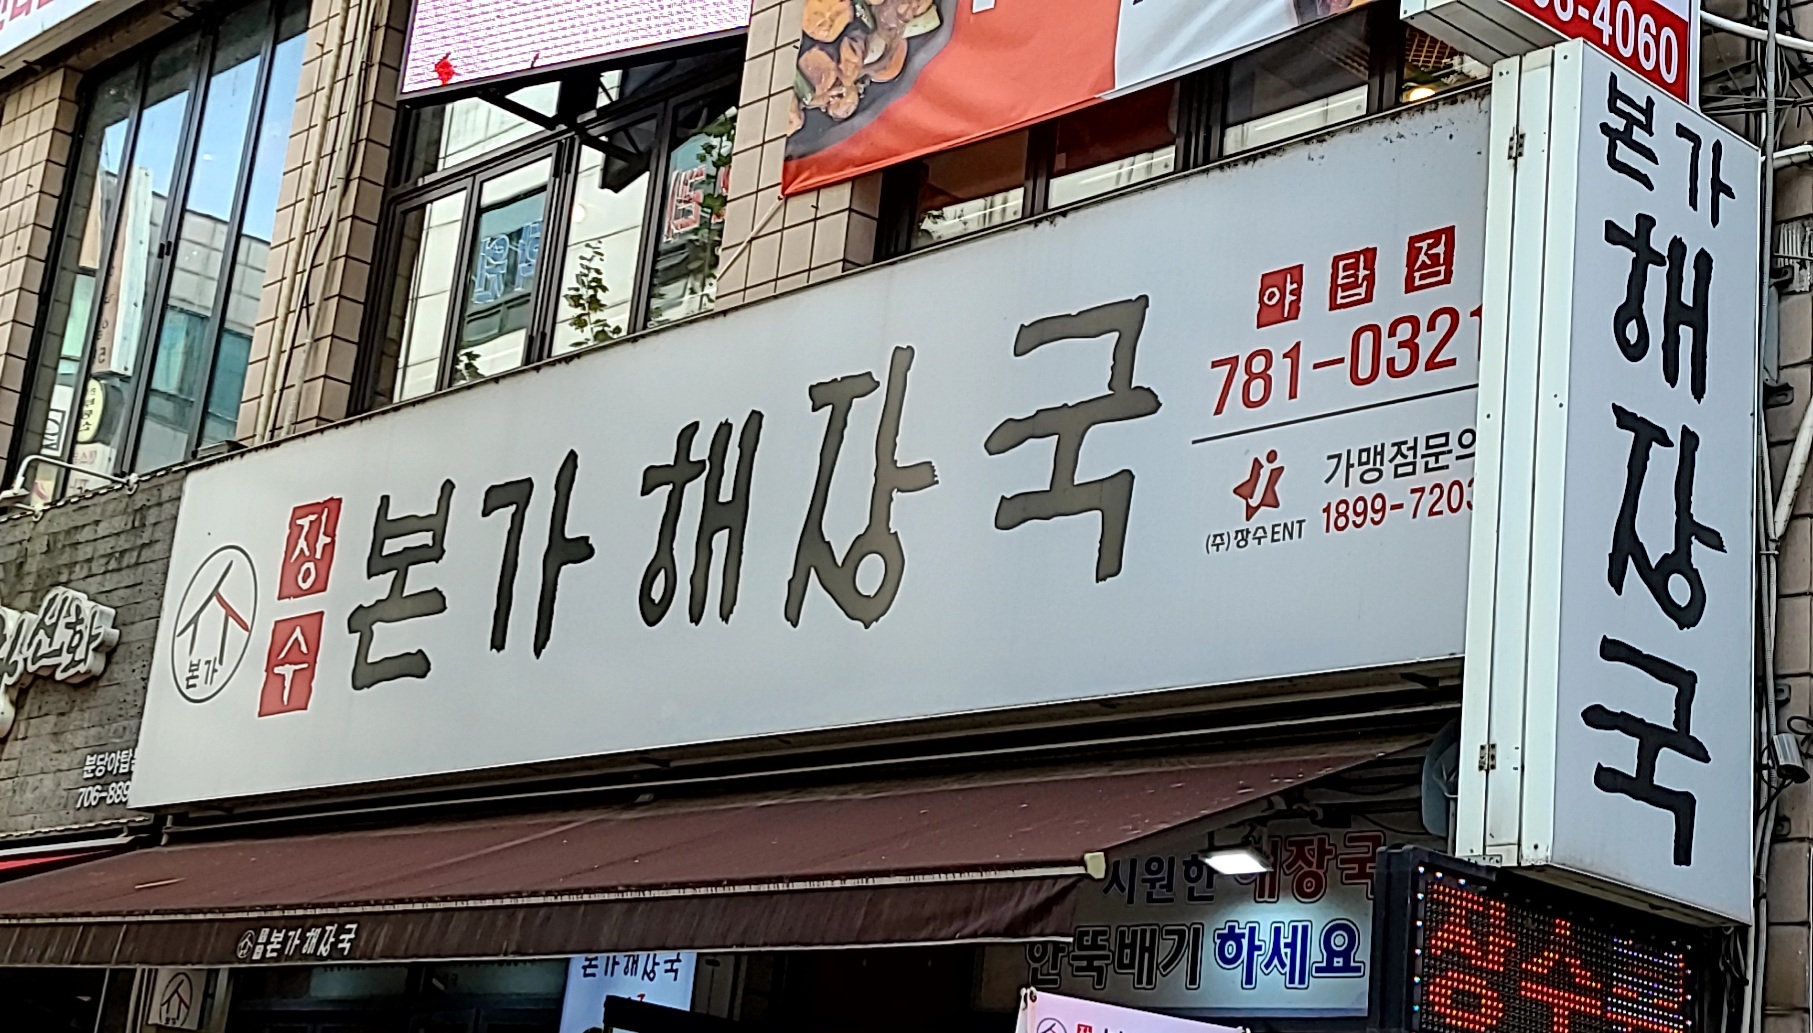 장수 본가해장국
본가
야탑점
781-0321
가맹점문의
(주)장수ENT
1899-7203
본가해장국
4060
분당야탑
706-889
시원한 해장국
한뚝배기 하세요
본가해장국
본가해장국
장수